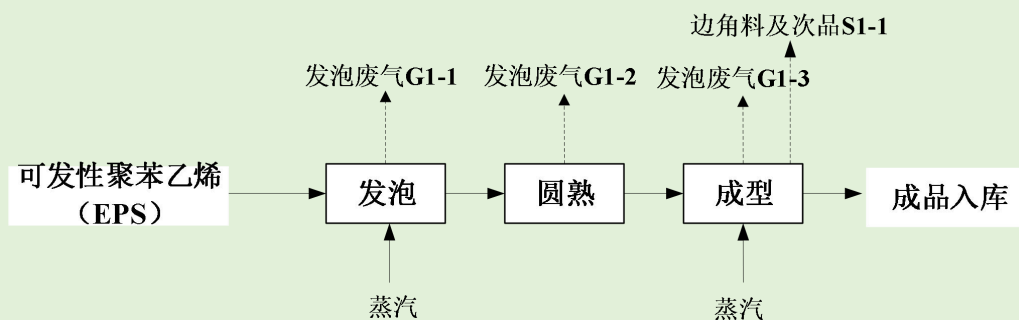 边角料及次品S1-1
发泡废气G1-1
发泡废气G1-2
发泡废气G1-3
可发性聚苯乙烯
（EPS）
发泡
圆熟
成型
成品入库
蒸汽
蒸汽